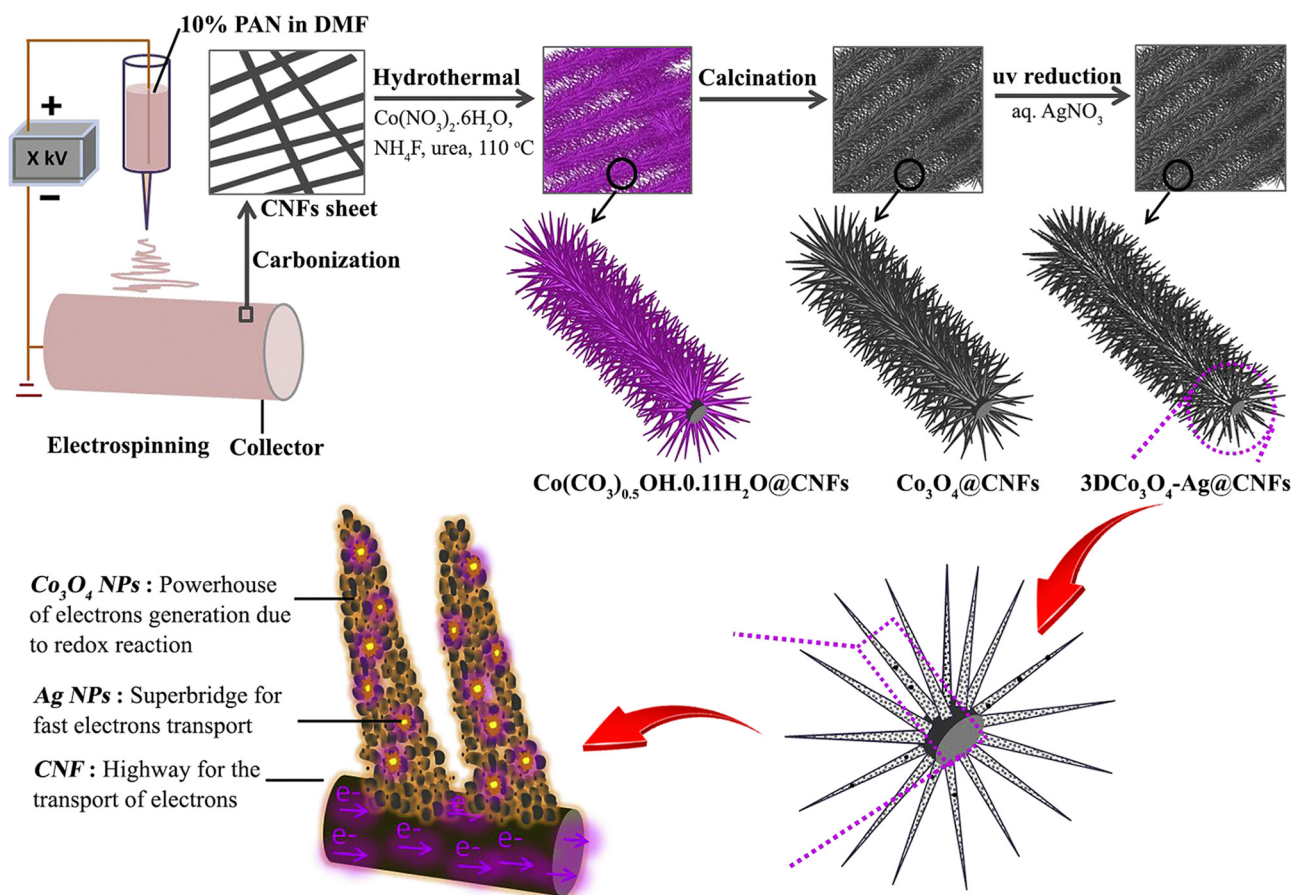 10% PAN in DMF
+
X kV
−
CNFs sheet
Carbonization
Electrospinning
Collector
Hydrothermal
Co(NO₃)₂.6H₂O,
NH₄F, urea, 110 ºC
Calcination
uv reduction
aq. AgNO₃
Co(CO₃)₀.₅OH.0.11H₂O@CNFs
Co₃O₄@CNFs
3DCo₃O₄-Ag@CNFs
Co₃O₄ NPs : Powerhouse
of electrons generation due
to redox reaction
Ag NPs : Superbridge for
fast electrons transport
CNF : Highway for the
transport of electrons
e-
e-
e-
e-
e-
e-
e-